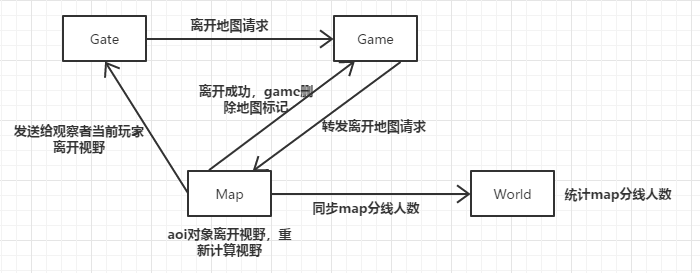 离开地图请求
Gate
Game
离开成功，game删
除地图标记
转发离开地图请求
发送给观察者当前玩家
离开视野
Map
World
统计map分线人数
同步map分线人数
aoi对象离开视野，重
新计算视野